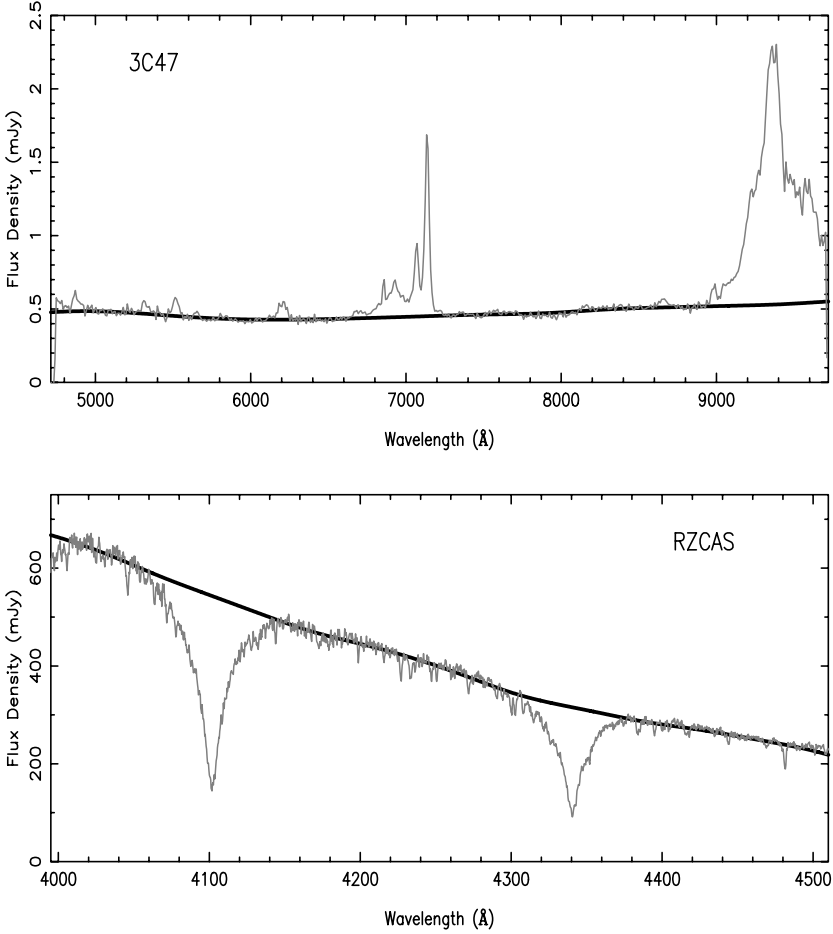 2.5
2
1.5
1
0.5
0
Flux Density (mJy)
3C47
5000 6000 7000 8000 9000
Wavelength (Å)
600
400
200
0
Flux Density (mJy)
RZCAS
4000 4100 4200 4300 4400 4500
Wavelength (Å)